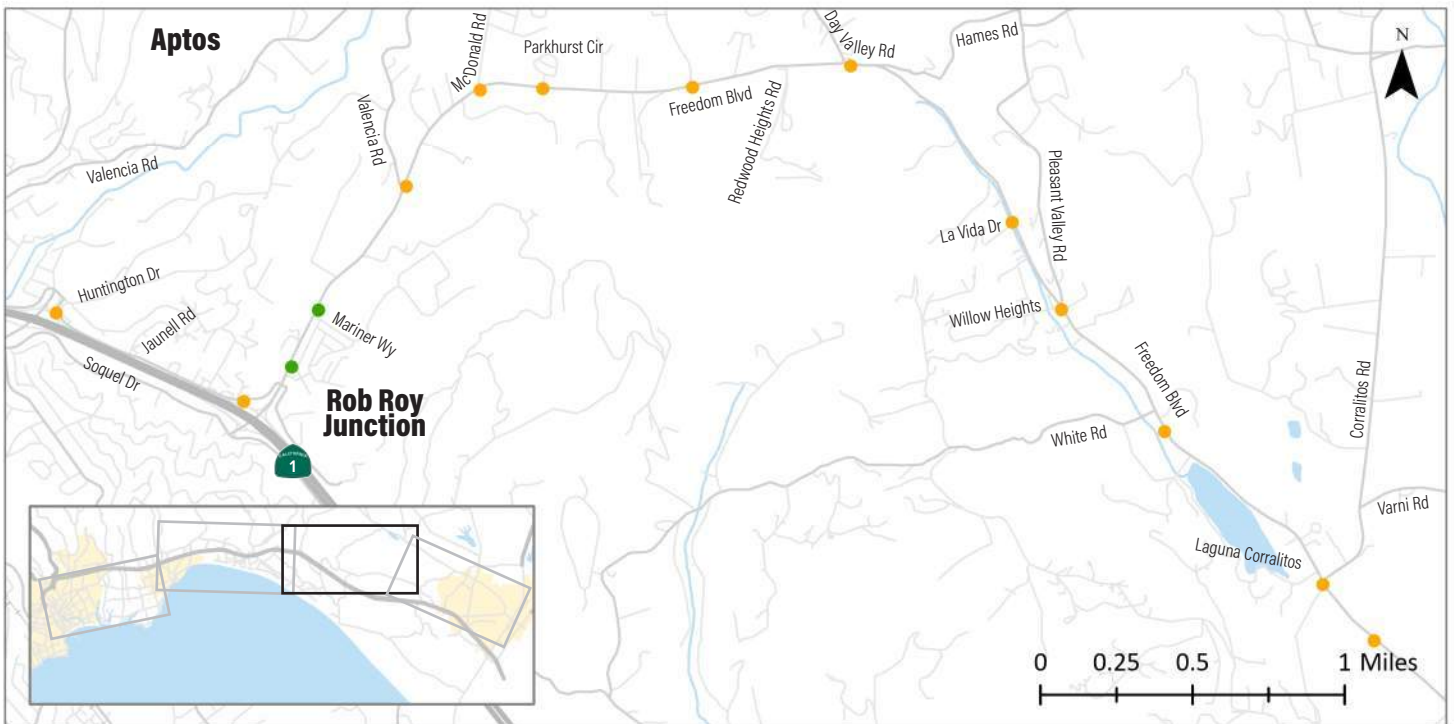 Aptos
McDonald Rd
Parkhurst Cir
Day Valley Rd
Hames Rd
N
Valencia Rd
Freedom Blvd
Redwood Heights Rd
Valencia Rd
Pleasant Valley Rd
La Vida Dr
Huntington Dr
Jaunell Rd
Mariner Wy
Willow Heights
Soquel Dr
Freedom Blvd
Rob Roy
Junction
Corralitos Rd
White Rd
1
Varni Rd
Laguna Corralitos
0 0.25 0.5 1 Miles